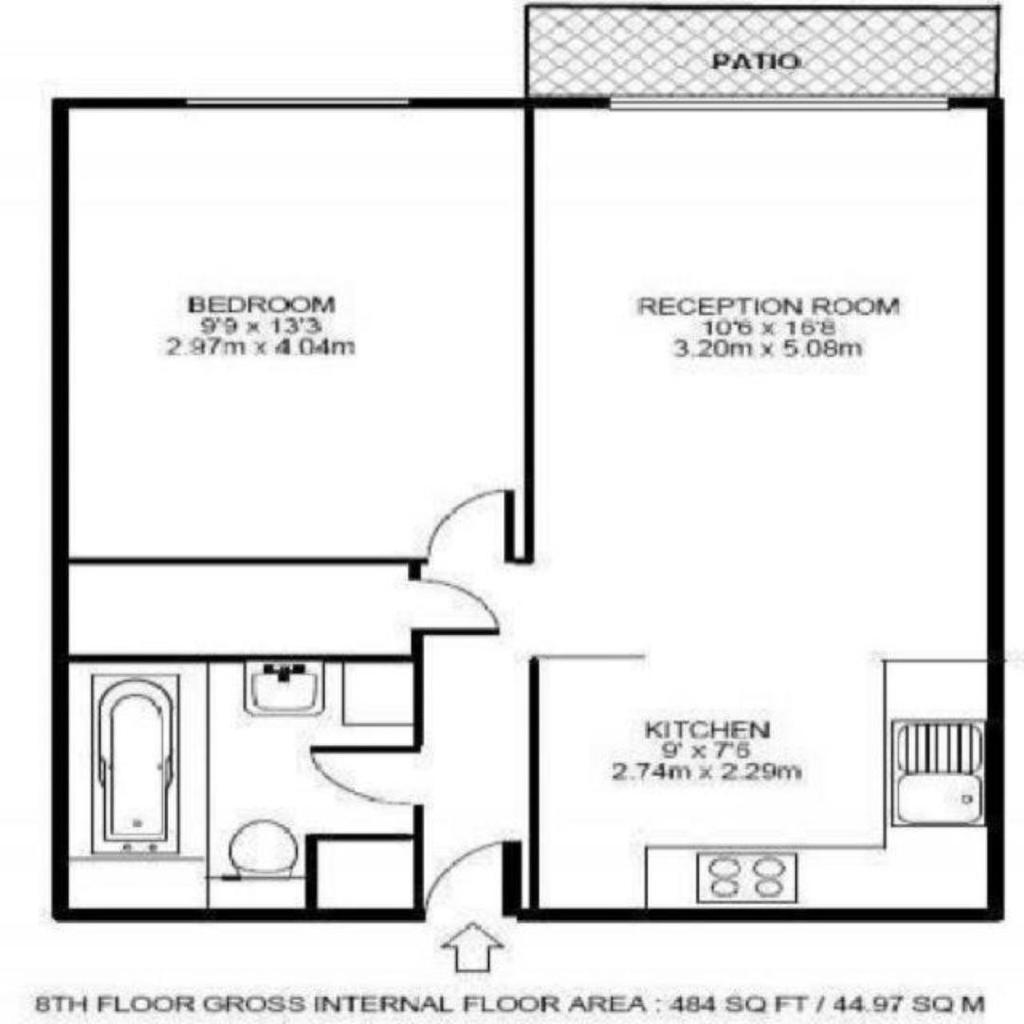 PATIO
BEDROOM
9'9 x 13'3
2.97m x 4.04m
RECEPTION ROOM
10'6 x 16'8
3.20m x 5.08m
KITCHEN
9' x 7'6
2.74m x 2.29m
8TH FLOOR GROSS INTERNAL FLOOR AREA : 484 SQ FT / 44.97 SQ M